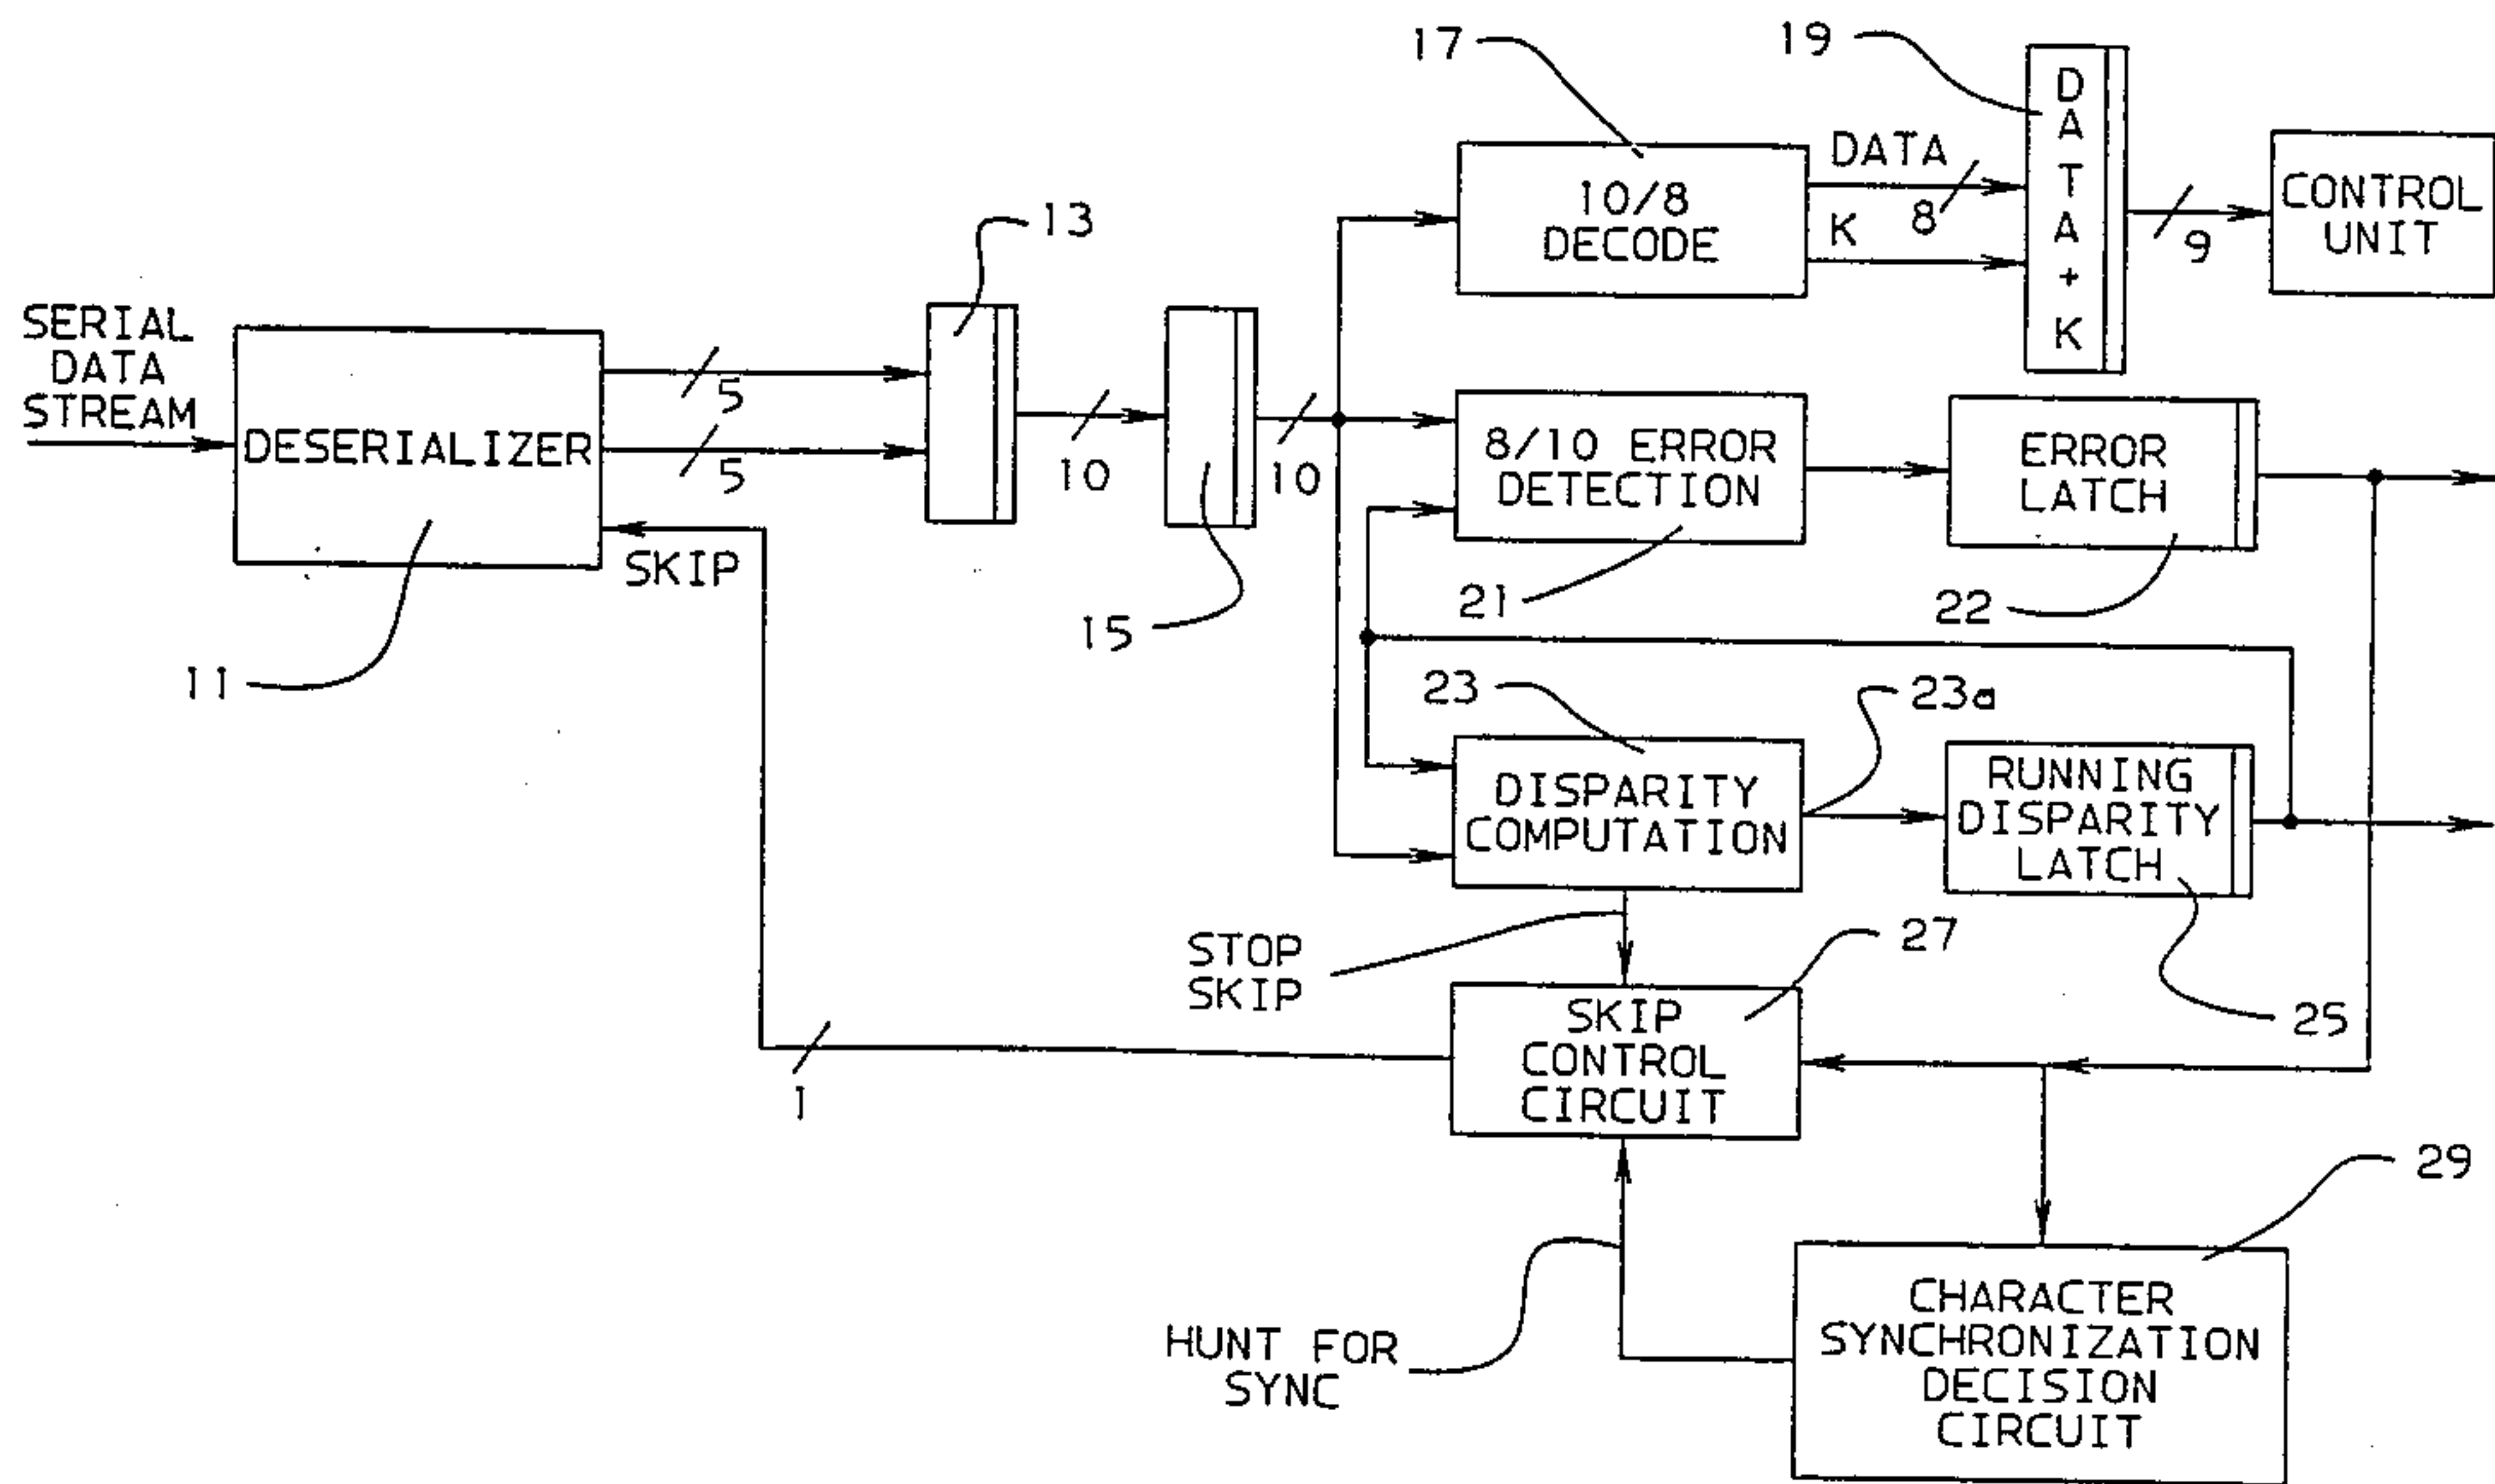 17
19
DATA+K
DATA
8
K
10/8
DECODE
9
CONTROL
UNIT
13
SERIAL
DATA
STREAM
DESERIALIZER
5
5
SKIP
11
10
15
10
8/10 ERROR
DETECTION
21
ERROR
LATCH
22
23
23a
DISPARITY
COMPUTATION
RUNNING
DISPARITY
LATCH
25
STOP
SKIP
27
SKIP
CONTROL
CIRCUIT
1
29
HUNT FOR
SYNC
CHARACTER
SYNCHRONIZATION
DECISION
CIRCUIT